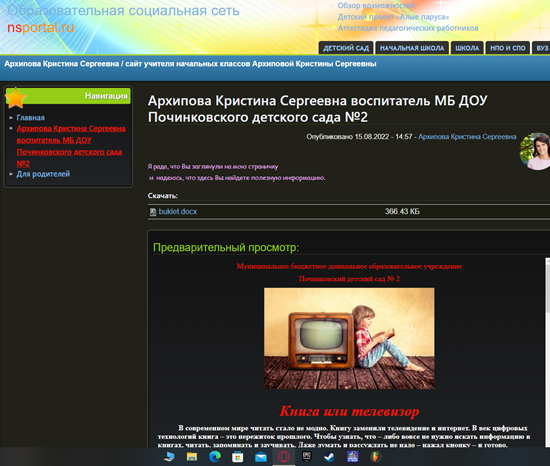 Образовательная социальная сеть
nsportal.ru
Обзор возможностей
Детский проект «Алые паруса»
Аттестация педагогических работников
ДЕТСКИЙ САД НАЧАЛЬНАЯ ШКОЛА ШКОЛА НПО И СПО ВУЗ
Архипова Кристина Сергеевна / сайт учителя начальных классов Архиповой Кристины Сергеевны
Навигация
Главная
Архипова Кристина Сергеевна
воспитатель МБ ДОУ
Починковского детского сада
№2
Для родителей
Архипова Кристина Сергеевна воспитатель МБ ДОУ
Починковского детского сада №2
Опубликовано 15.08.2022 - 14:57 - Архипова Кристина Сергеевна
Я рада, что Вы заглянули на мою страничку
и надеюсь, что здесь Вы найдете полезную информацию.
Скачать:
buklet.docx 366.43 КБ
Предварительный просмотр:
Муниципальное бюджетное дошкольное образовательное учреждение
Починковский детский сад № 2
Книга или телевизор
В современном мире читать стало не модно. Книгу заменили телевидение и интернет. В век цифровых
технологий книга – это пережиток прошлого. Чтобы узнать, что – либо вовсе не нужно искать информацию в
книгах, читать, запоминать и заучивать. Даже думать и рассуждать не надо – нажал кнопку – и готово.